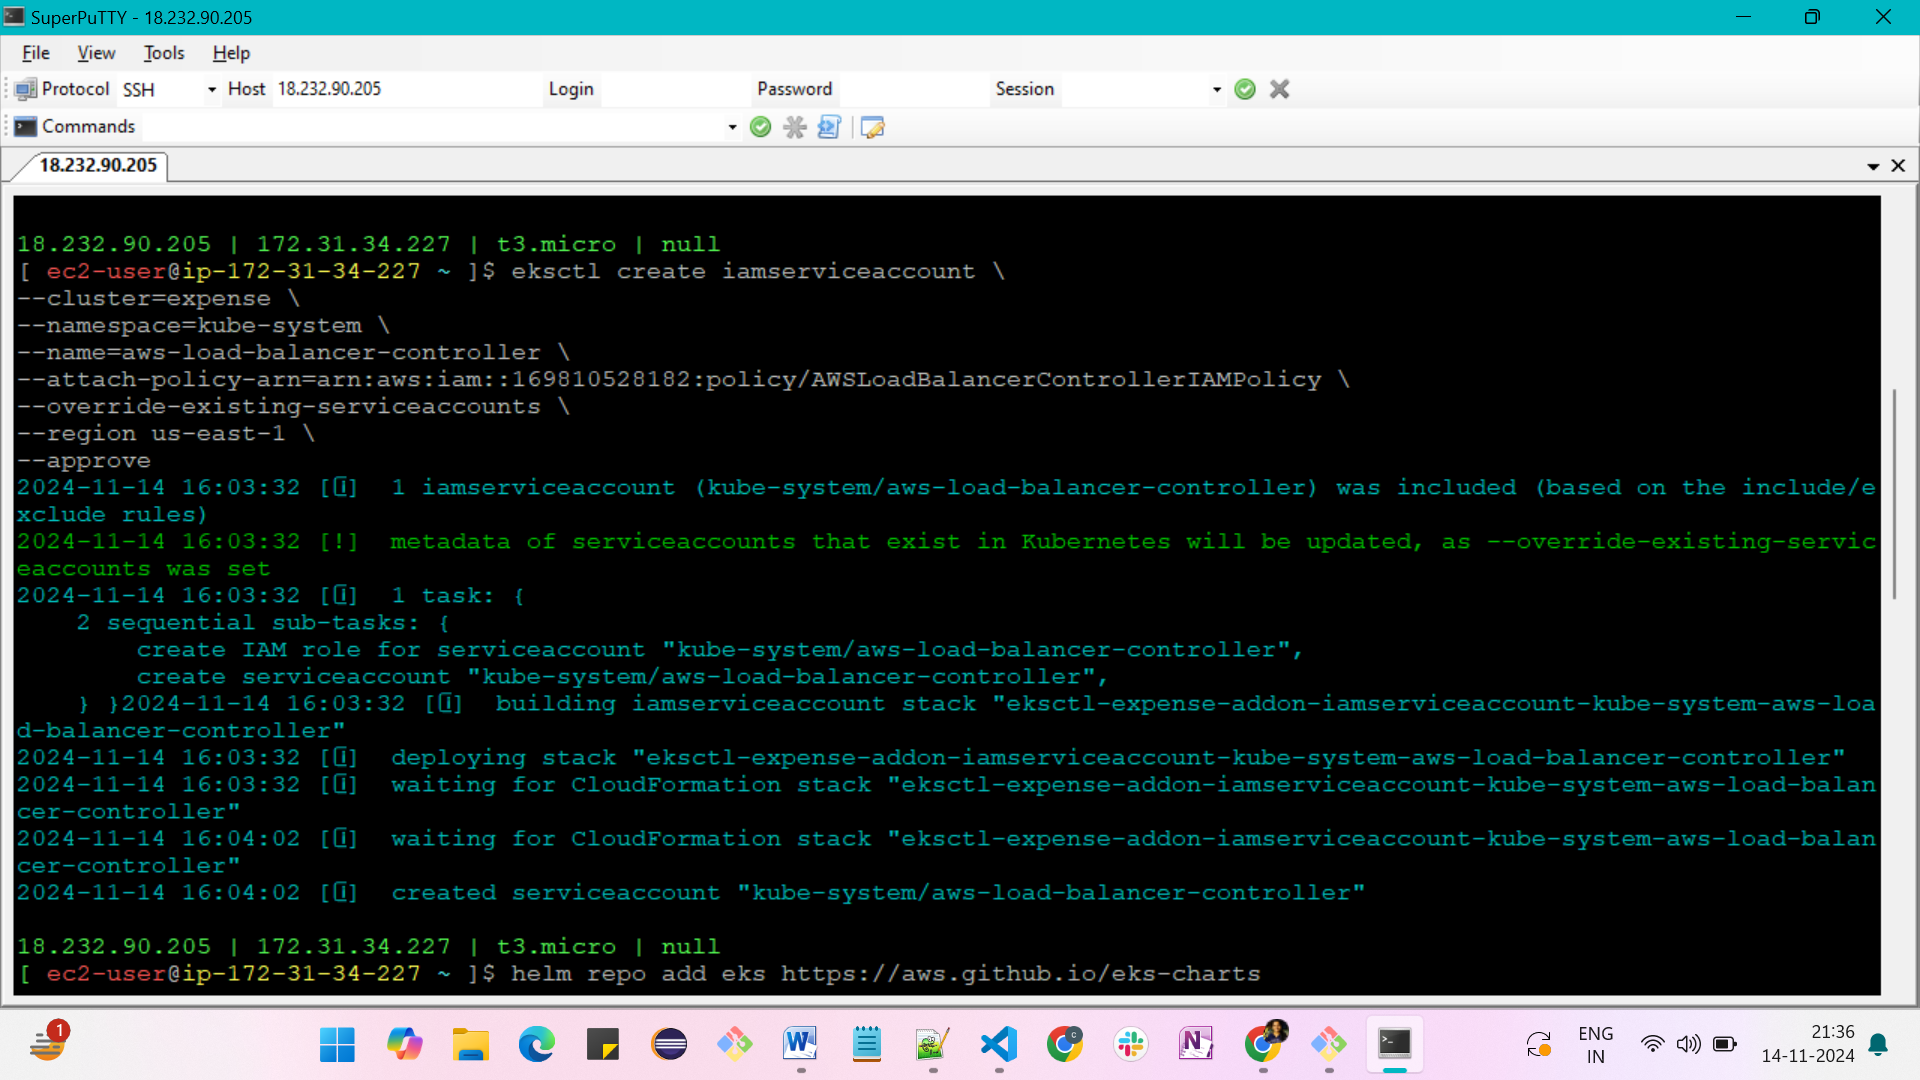 SuperPuTTY - 18.232.90.205
File View Tools Help
Protocol SSH Host 18.232.90.205 Login Password Session
Commands
18.232.90.205
18.232.90.205 | 172.31.34.227 | t3.micro | null
[ ec2-user@ip-172-31-34-227 ~ ]$ eksctl create iamserviceaccount \
--cluster=expense \
--namespace=kube-system \
--name=aws-load-balancer-controller \
--attach-policy-arn=arn:aws:iam::169810528182:policy/AWSLoadBalancerControllerIAMPolicy \
--override-existing-serviceaccounts \
--region us-east-1 \
--approve
2024-11-14 16:03:32 [ℹ]  1 iamserviceaccount (kube-system/aws-load-balancer-controller) was included (based on the include/e
xclude rules)
2024-11-14 16:03:32 [!]  metadata of serviceaccounts that exist in Kubernetes will be updated, as --override-existing-servic
eaccounts was set
2024-11-14 16:03:32 [ℹ]  1 task: {
    2 sequential sub-tasks: {
        create IAM role for serviceaccount "kube-system/aws-load-balancer-controller",
        create serviceaccount "kube-system/aws-load-balancer-controller",
    } }2024-11-14 16:03:32 [ℹ]  building iamserviceaccount stack "eksctl-expense-addon-iamserviceaccount-kube-system-aws-loa
d-balancer-controller"
2024-11-14 16:03:32 [ℹ]  deploying stack "eksctl-expense-addon-iamserviceaccount-kube-system-aws-load-balancer-controller"
2024-11-14 16:03:32 [ℹ]  waiting for CloudFormation stack "eksctl-expense-addon-iamserviceaccount-kube-system-aws-load-balan
cer-controller"
2024-11-14 16:04:02 [ℹ]  waiting for CloudFormation stack "eksctl-expense-addon-iamserviceaccount-kube-system-aws-load-balan
cer-controller"
2024-11-14 16:04:02 [ℹ]  created serviceaccount "kube-system/aws-load-balancer-controller"
18.232.90.205 | 172.31.34.227 | t3.micro | null
[ ec2-user@ip-172-31-34-227 ~ ]$ helm repo add eks https://aws.github.io/eks-charts
1
ENG
IN
21:36
14-11-2024